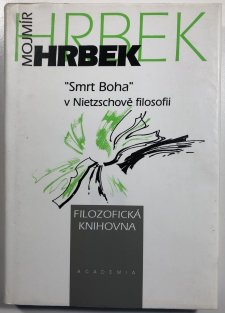 HRBEK
MOJMÍR
HRBEK
"Smrt Boha"
v Nietzschově filosofii
FILOZOFICKÁ
KNIHOVNA
ACADEMIA